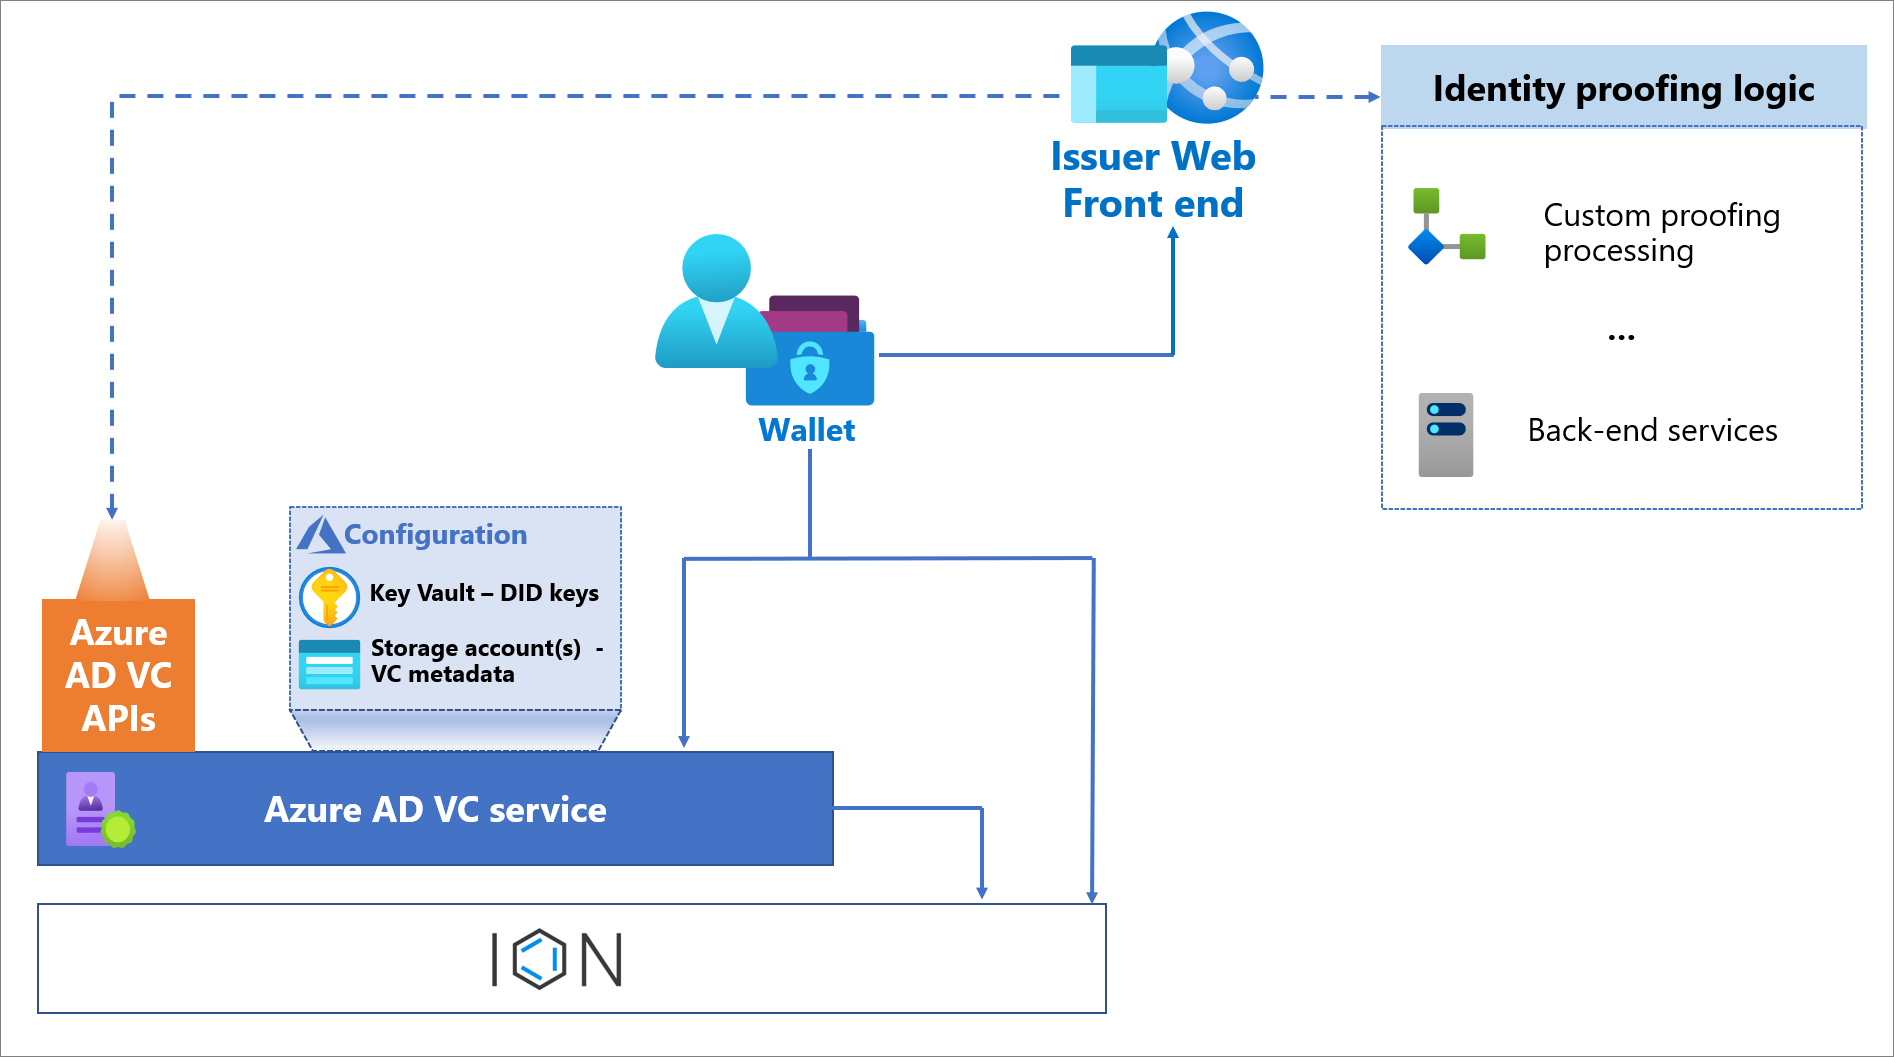 Identity proofing logic
Issuer Web
Front end
Custom proofing
processing
...
Back-end services
Wallet
Configuration
Key Vault – DID keys
Storage account(s) -
VC metadata
Azure
AD VC
APIs
Azure AD VC service
ION